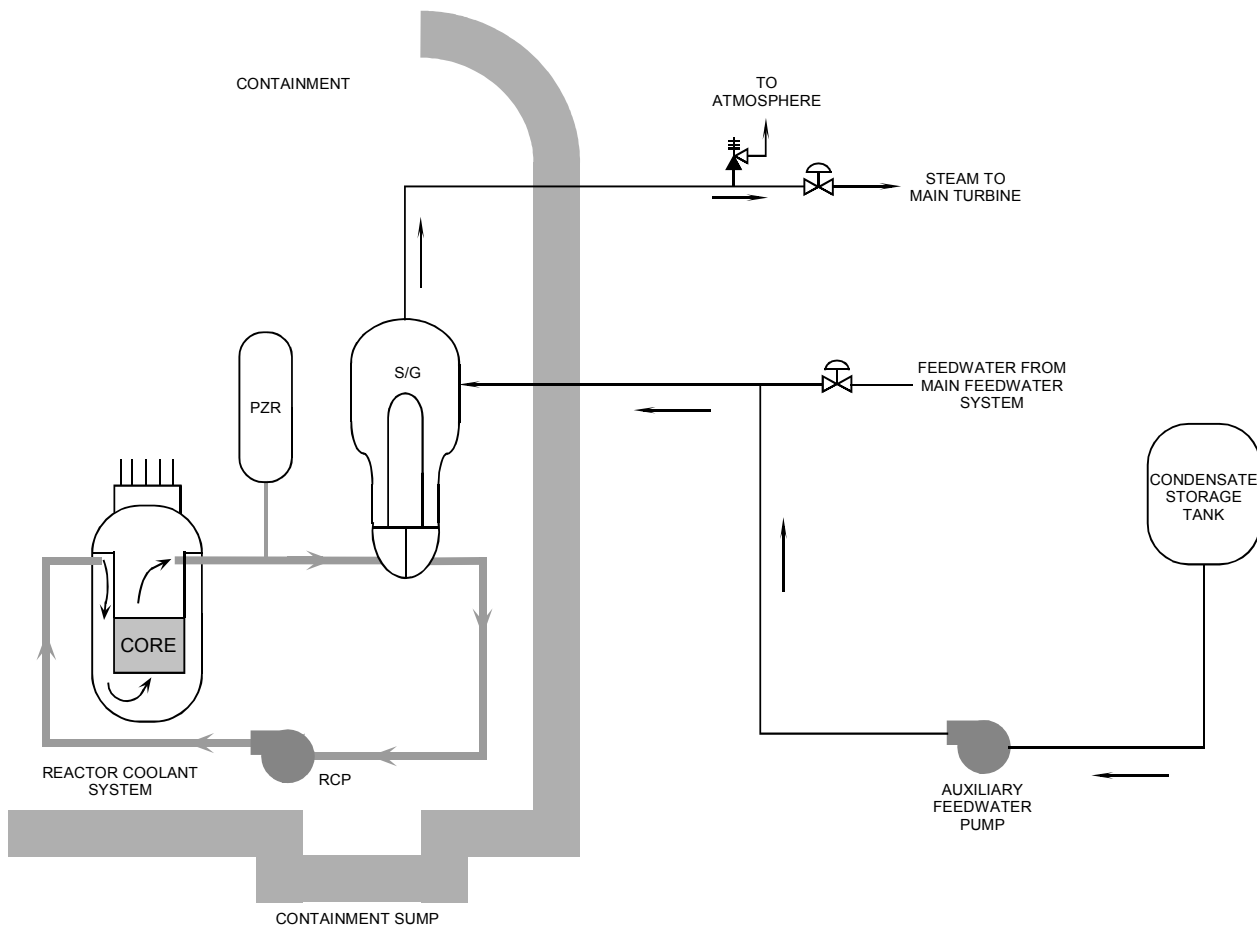 CONTAINMENT
TO
ATMOSPHERE
STEAM TO
MAIN TURBINE
S/G
FEEDWATER FROM
MAIN FEEDWATER
SYSTEM
PZR
CONDENSATE
STORAGE
TANK
CORE
REACTOR COOLANT
SYSTEM
RCP
AUXILIARY
FEEDWATER
PUMP
CONTAINMENT SUMP